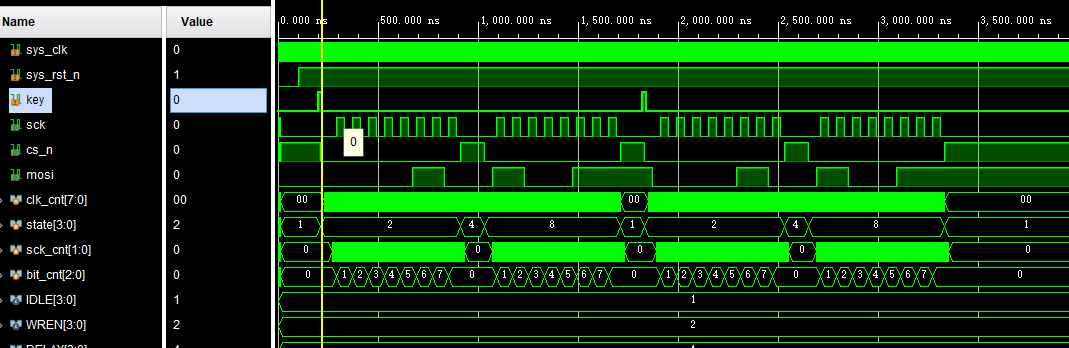 Name Value 0.000 ns 500.000 ns 1,000.000 ns 1,500.000 ns 2,000.000 ns 2,500.000 ns 3,000.000 ns 3,500.000 ns
sys_clk 0
sys_rst_n 1
key 0
sck 0
0
cs_n 0
mosi 0
clk_cnt[7:0] 00 00 00 00
state[3:0] 2 1 2 4 8 1 2 4 8 1
sck_cnt[1:0] 0 0 0 0 0 0
bit_cnt[2:0] 0 0 1 2 3 4 5 6 7 0 1 2 3 4 5 6 7 0 1 2 3 4 5 6 7 0 1 2 3 4 5 6 7 0
IDLE[3:0] 1 1
WREN[3:0] 2 2